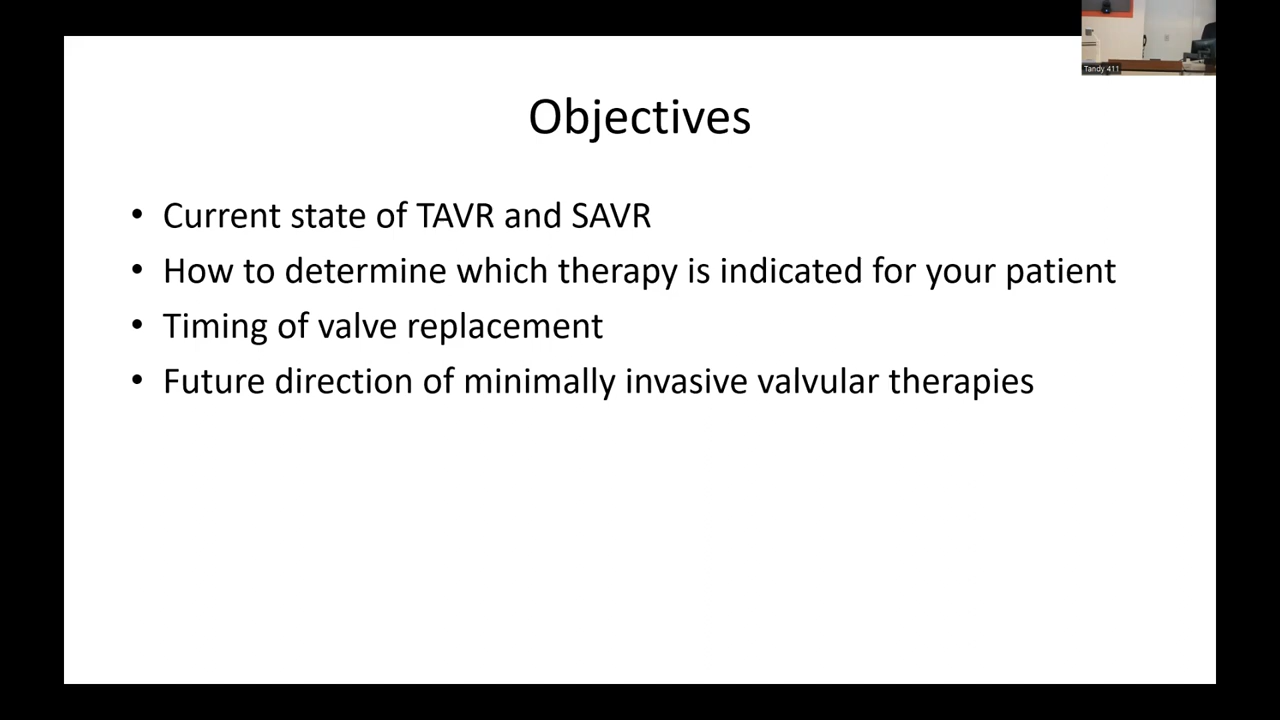 Tandy 411
Objectives
• Current state of TAVR and SAVR
• How to determine which therapy is indicated for your patient
• Timing of valve replacement
• Future direction of minimally invasive valvular therapies